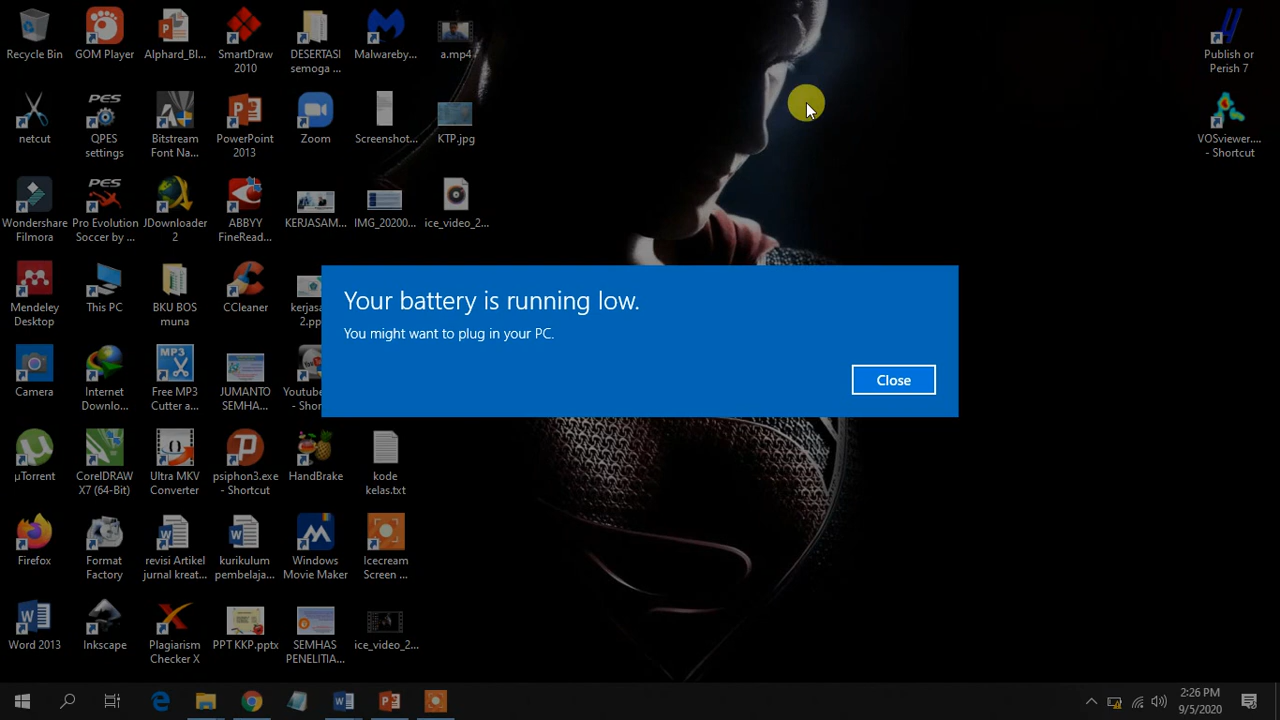 Recycle Bin
GOM Player
Alphard_Bl...
SmartDraw
2010
DESERTASI
semoga ...
Malwareby...
a.mp4
Publish or
Perish 7
netcut
PES
QPES
settings
Bitstream
Font Na...
PowerPoint
2013
Zoom
Screenshot...
KTP.jpg
VOSviewer....
- Shortcut
Wondershare
Filmora
PES
Pro Evolution
Soccer by ...
JDownloader
2
ABBYY
FineRead...
KERJASAM...
IMG_20200...
ice_video_2...
Mendeley
Desktop
This PC
BKU BOS
muna
CCleaner
kerjasa
2.pp
Your battery is running low.
You might want to plug in your PC.
Close
Camera
Internet
Downlo...
MP3
Free MP3
Cutter a...
JUMANTO
SEMHA...
Youtub
- Shor
µTorrent
CorelDRAW
X7 (64-Bit)
Ultra MKV
Converter
psiphon3.exe
- Shortcut
HandBrake
kode
kelas.txt
Firefox
Format
Factory
revisi Artikel
jurnal kreat...
kurikulum
pembelaja...
Windows
Movie Maker
Icecream
Screen ...
Word 2013
Inkscape
Plagiarism
Checker X
PPT KKP.pptx
SEMHAS
PENELITIA...
ice_video_2...
2:26 PM
9/5/2020